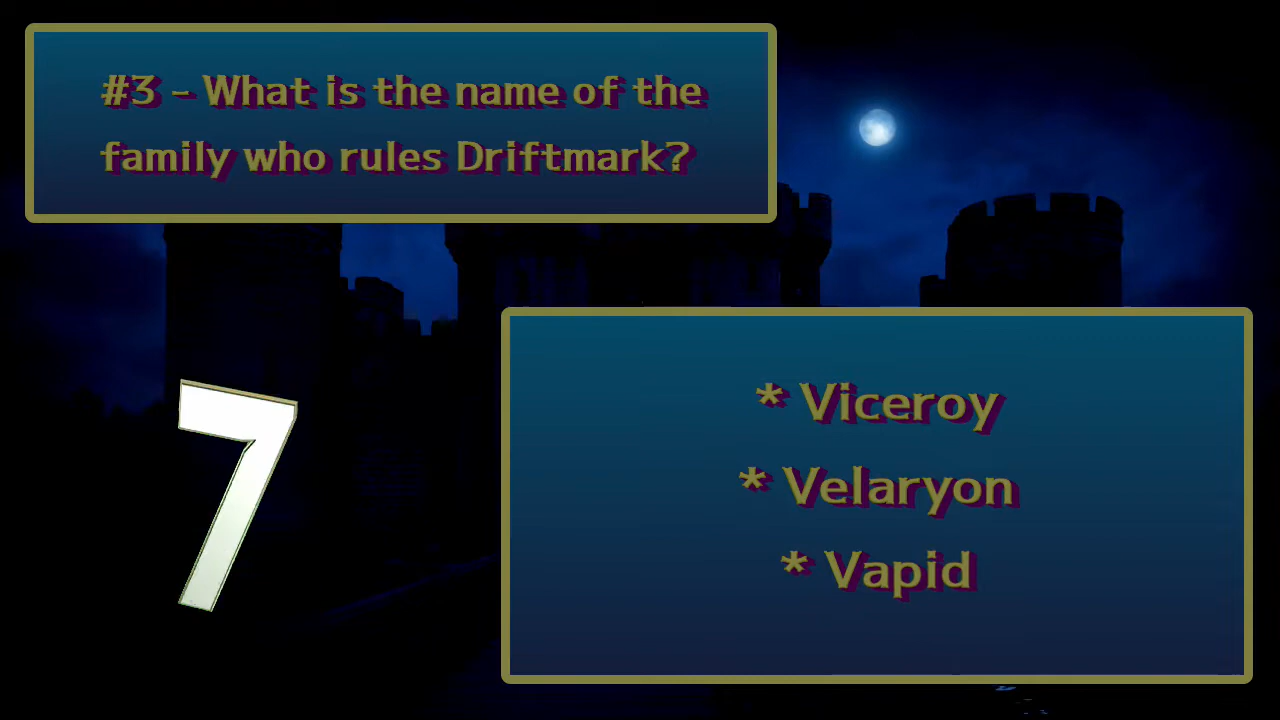 #3 - What is the name of the
family who rules Driftmark?
7
* Viceroy
* Velaryon
* Vapid